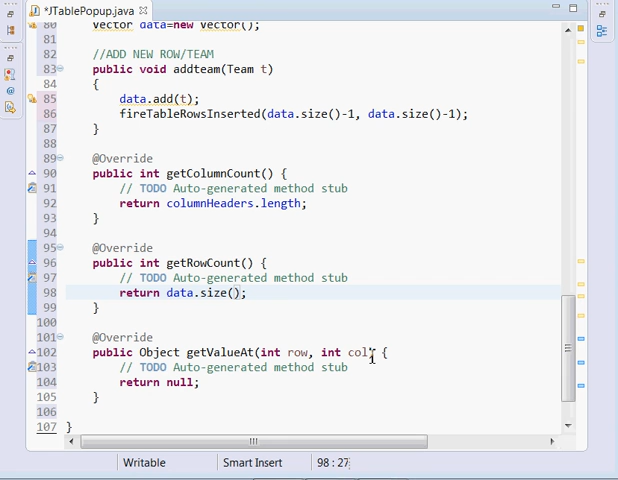 *JTablePopup.java
80 Vector data=new Vector();
81
82 //ADD NEW ROW/TEAM
83 public void addteam(Team t)
84 {
85 data.add(t);
86 fireTableRowsInserted(data.size()-1, data.size()-1);
87 }
88
89 @Override
90 public int getColumnCount() {
91 // TODO Auto-generated method stub
92 return columnHeaders.length;
93 }
94
95 @Override
96 public int getRowCount() {
97 // TODO Auto-generated method stub
98 return data.size();
99 }
100
101 @Override
102 public Object getValueAt(int row, int col) {
103 // TODO Auto-generated method stub
104 return null;
105 }
106
107 }
Writable Smart Insert 98 : 27